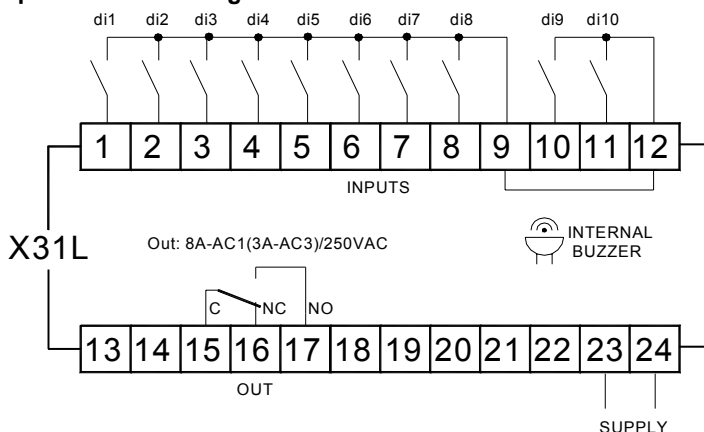 di1 di2 di3 di4 di5 di6 di7 di8 di9 di10
1 2 3 4 5 6 7 8 9 10 11 12
INPUTS
X31L
Out: 8A-AC1(3A-AC3)/250VAC
INTERNAL
BUZZER
C NC NO
13 14 15 16 17 18 19 20 21 22 23 24
OUT
SUPPLY